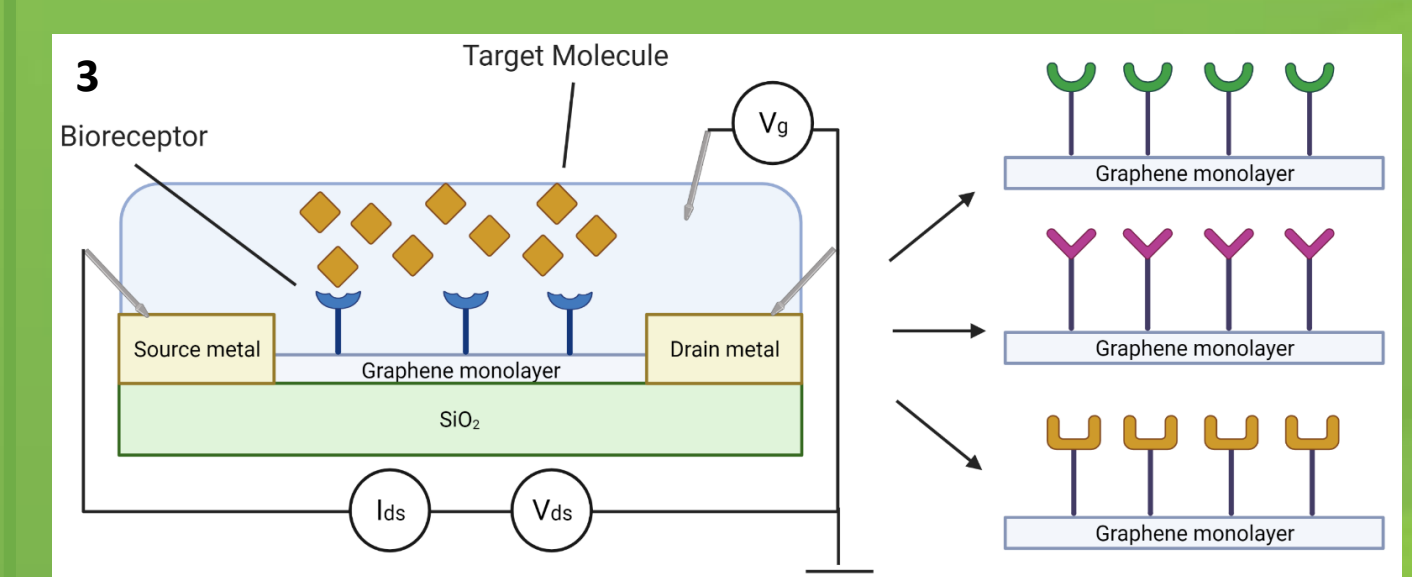 3
Target Molecule
Bioreceptor
Vg
Source metal
Graphene monolayer
Drain metal
SiO₂
Ids
Vds
Graphene monolayer
Graphene monolayer
Graphene monolayer